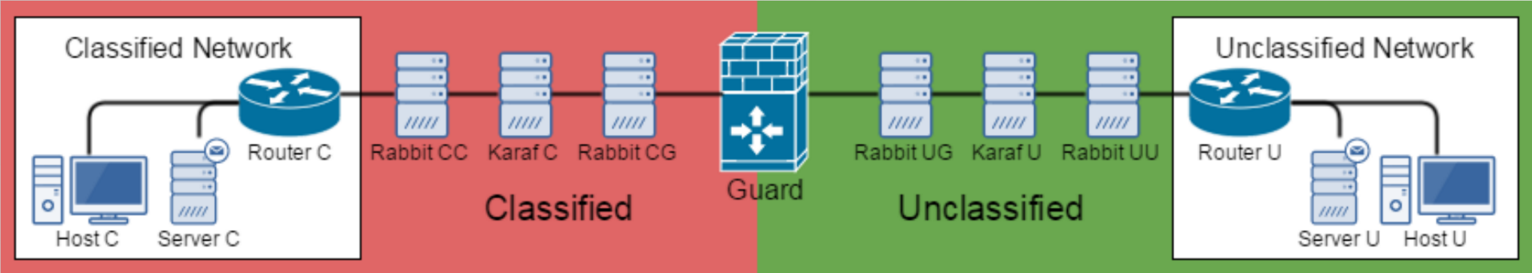 Classified Network
Unclassified Network
Router C
Rabbit CC
Karaf C
Rabbit CG
Rabbit UG
Karaf U
Rabbit UU
Router U
Guard
Classified
Unclassified
Host C
Server C
Server U
Host U